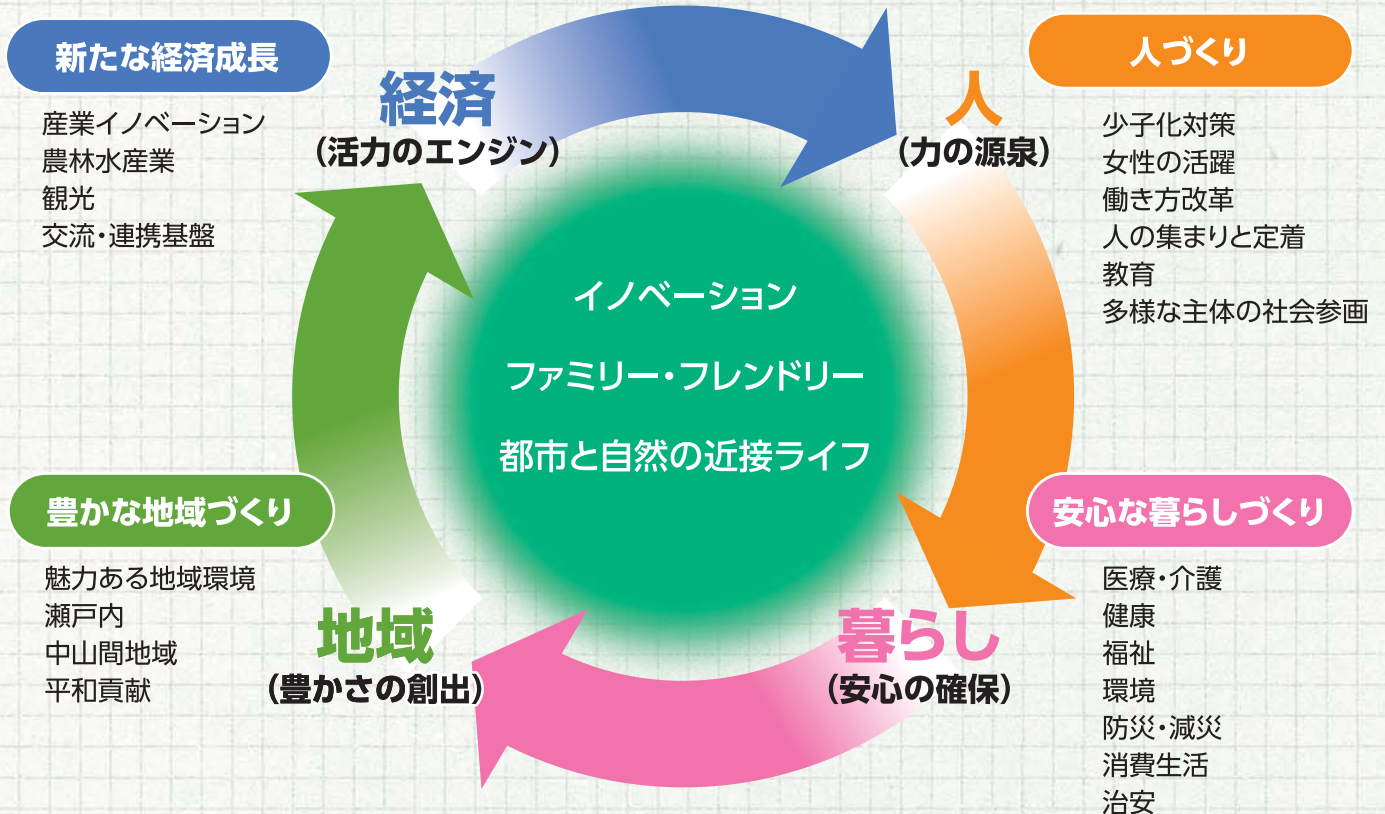 新たな経済成長
産業イノベーション
農林水産業
観光
交流・連携基盤
経済
（活力のエンジン）
人
（力の源泉）
人づくり
少子化対策
女性の活躍
働き方改革
人の集まりと定着
教育
多様な主体の社会参画
イノベーション
ファミリー・フレンドリー
都市と自然の近接ライフ
豊かな地域づくり
魅力ある地域環境
瀬戸内
中山間地域
平和貢献
地域
（豊かさの創出）
暮らし
（安心の確保）
安心な暮らしづくり
医療・介護
健康
福祉
環境
防災・減災
消費生活
治安